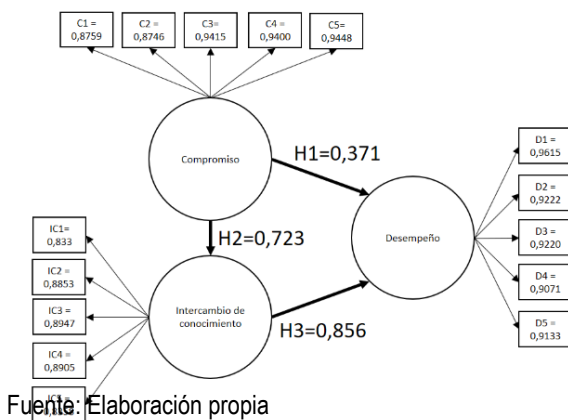 C1 =
0,8759
C2 =
0,8746
C3=
0,9415
C4 =
0,9400
C5=
0,9448
Compromiso
H1=0,371
D1 =
0,9615
D2 =
0,9222
D3 =
0,9220
D4 =
0,9071
D5 =
0,9133
Desempeño
H2=0,723
IC1=
0,833
IC2 =
0,8853
IC3 =
0,8947
IC4 =
0,8905
Intercambio de
conocimiento
H3=0,856
Fuente: Elaboración propia